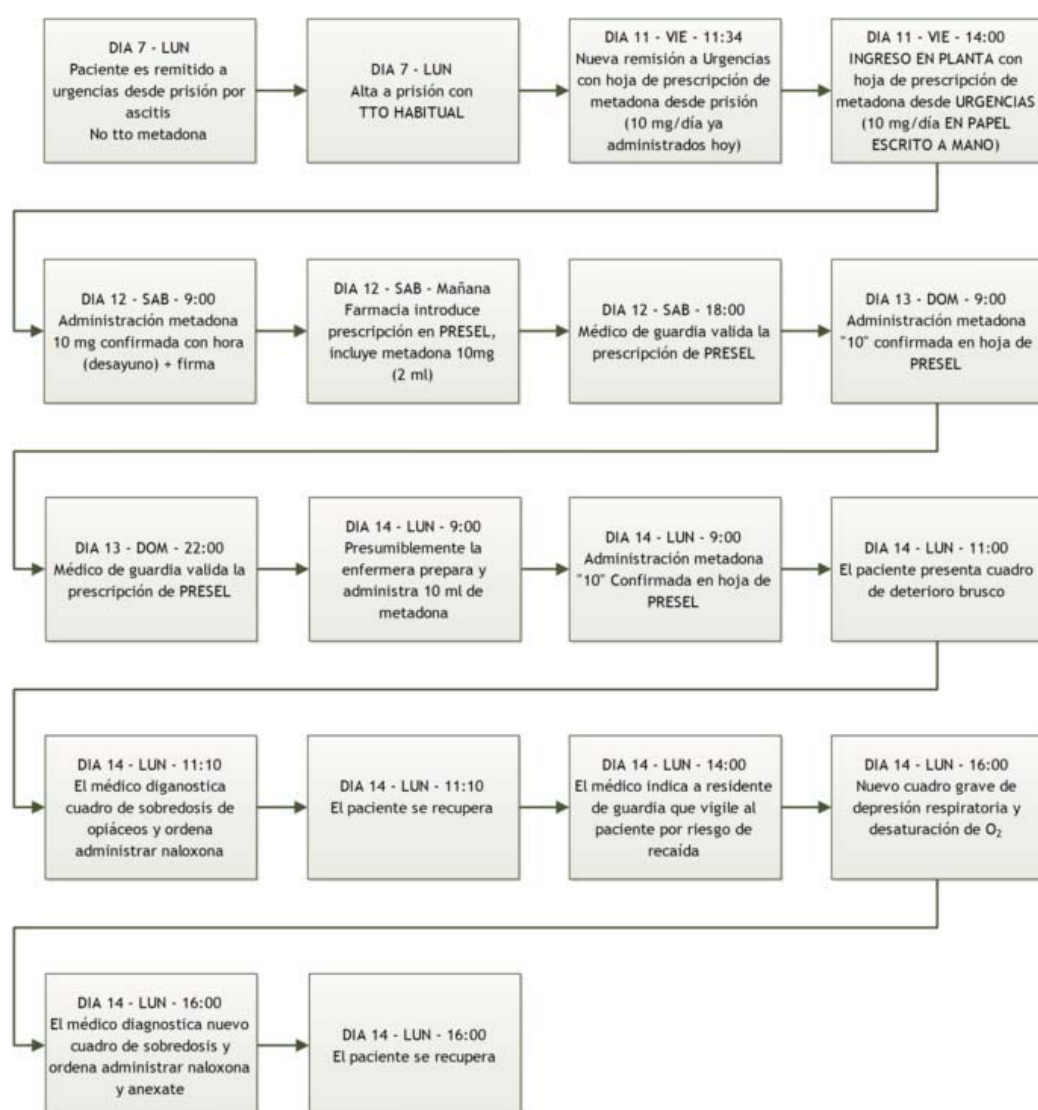 DIA 7 - LUN
Paciente es remitido a
urgencias desde prisión por
ascitis
No tto metadona
DIA 7 - LUN
Alta a prisión con
TTO HABITUAL
DIA 11 - VIE - 11:34
Nueva remisión a Urgencias
con hoja de prescripción de
metadona desde prisión
(10 mg/día ya
administrados hoy)
DIA 11 - VIE - 14:00
INGRESO EN PLANTA con
hoja de prescripción de
metadona desde URGENCIAS
(10 mg/día EN PAPEL
ESCRITO A MANO)
DIA 12 - SAB - 9:00
Administración metadona
10 mg confirmada con hora
(desayuno) + firma
DIA 12 - SAB - Mañana
Farmacia introduce
prescripción en PRESEL,
incluye metadona 10mg
(2 ml)
DIA 12 - SAB - 18:00
Médico de guardia valida la
prescripción de PRESEL
DIA 13 - DOM - 9:00
Administración metadona
"10" confirmada en hoja de
PRESEL
DIA 13 - DOM - 22:00
Médico de guardia valida la
prescripción de PRESEL
DIA 14 - LUN - 9:00
Presumiblemente la
enfermera prepara y
administra 10 ml de
metadona
DIA 14 - LUN - 9:00
Administración metadona
"10" Confirmada en hoja de
PRESEL
DIA 14 - LUN - 11:00
El paciente presenta cuadro
de deterioro brusco
DIA 14 - LUN - 11:10
El médico diganostica
cuadro de sobredosis de
opiáceos y ordena
administrar naloxona
DIA 14 - LUN - 11:10
El paciente se recupera
DIA 14 - LUN - 14:00
El médico indica a residente
de guardia que vigile al
paciente por riesgo de
recaída
DIA 14 - LUN - 16:00
Nuevo cuadro grave de
depresión respiratoria y
desaturación de O₂
DIA 14 - LUN - 16:00
El médico diagnostica nuevo
cuadro de sobredosis y
ordena administrar naloxona
y anexate
DIA 14 - LUN - 16:00
El paciente se recupera